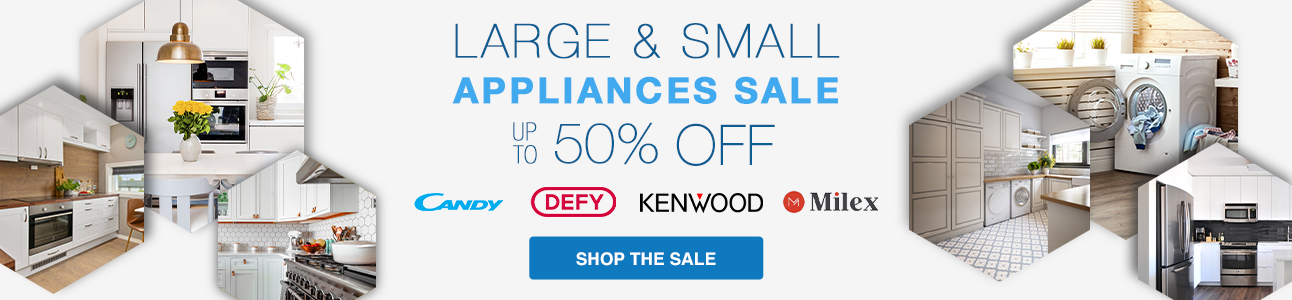 LARGE & SMALL
APPLIANCES SALE
UP TO 50% OFF
CANDY DEFY KENWOOD Milex
SHOP THE SALE